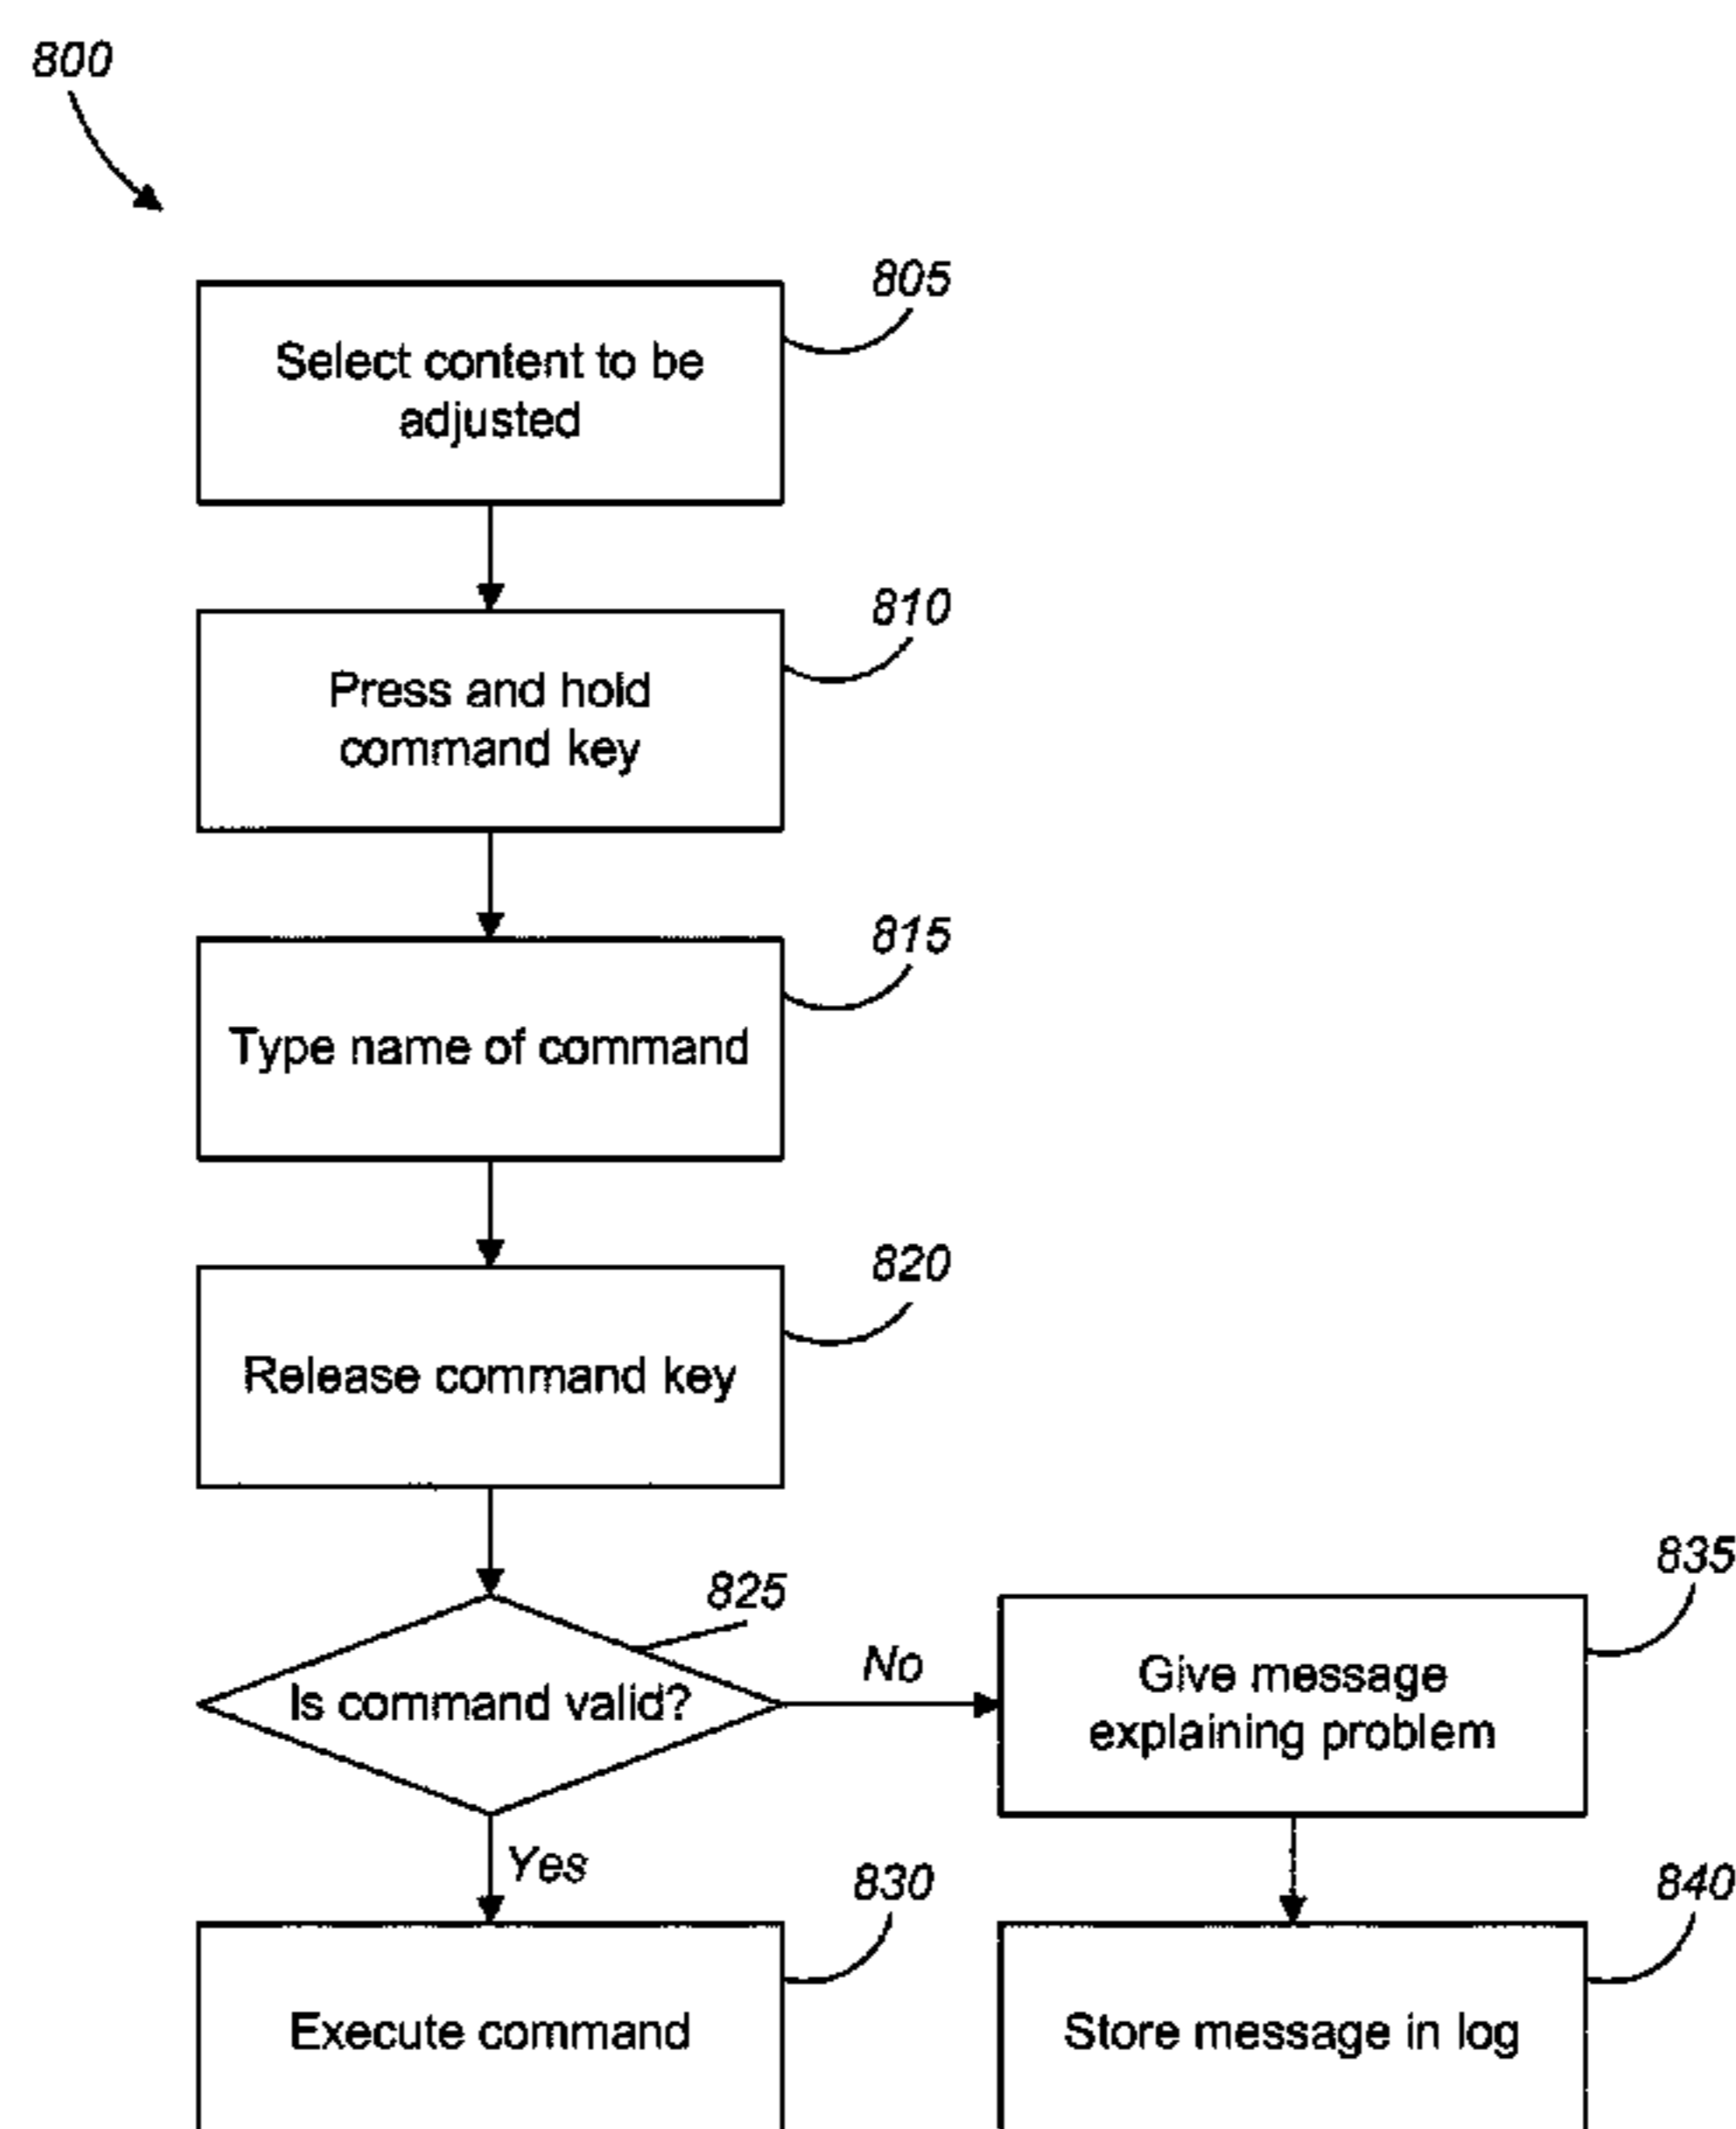 800
805
Select content to be
adjusted
810
Press and hold
command key
815
Type name of command
820
Release command key
825
Is command valid?
No
835
Give message
explaining problem
Yes
830
Execute command
840
Store message in log